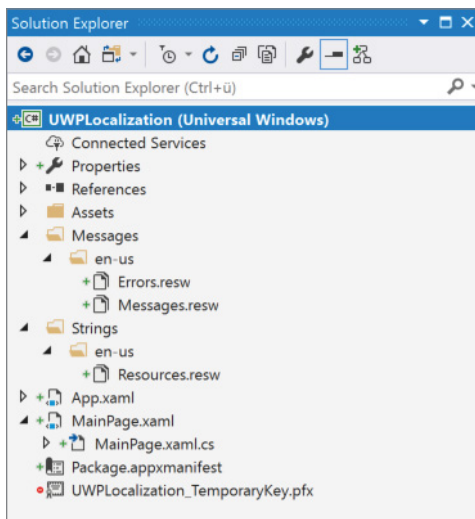 Solution Explorer
Search Solution Explorer (Ctrl+ü)
C# UWPLocalization (Universal Windows)
Connected Services
Properties
References
Assets
Messages
en-us
Errors.resw
Messages.resw
Strings
en-us
Resources.resw
App.xaml
MainPage.xaml
MainPage.xaml.cs
Package.appxmanifest
UWPLocalization_TemporaryKey.pfx